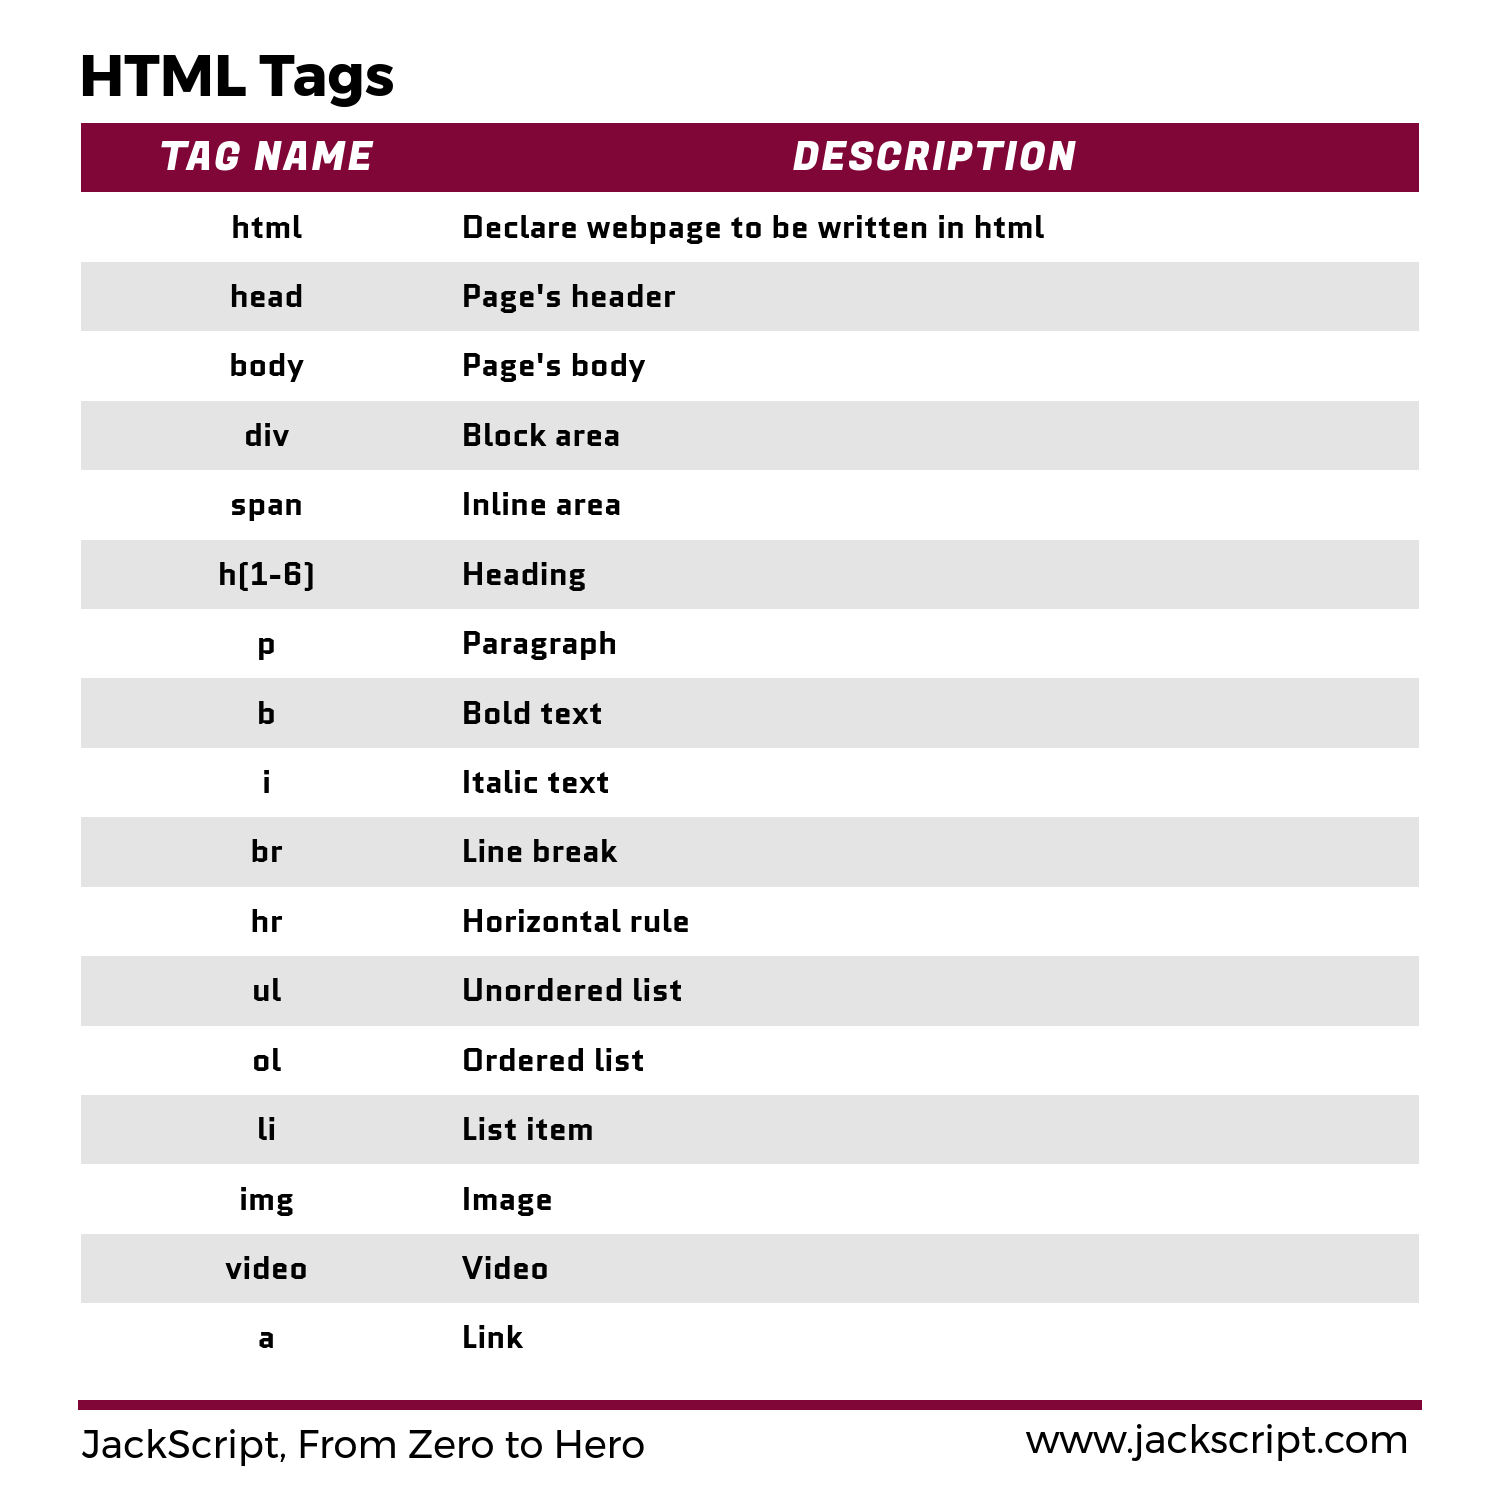 HTML Tags
TAG NAME DESCRIPTION
html Declare webpage to be written in html
head Page's header
body Page's body
div Block area
span Inline area
h(1-6) Heading
p Paragraph
b Bold text
i Italic text
br Line break
hr Horizontal rule
ul Unordered list
ol Ordered list
li List item
img Image
video Video
a Link
JackScript, From Zero to Hero www.jackscript.com